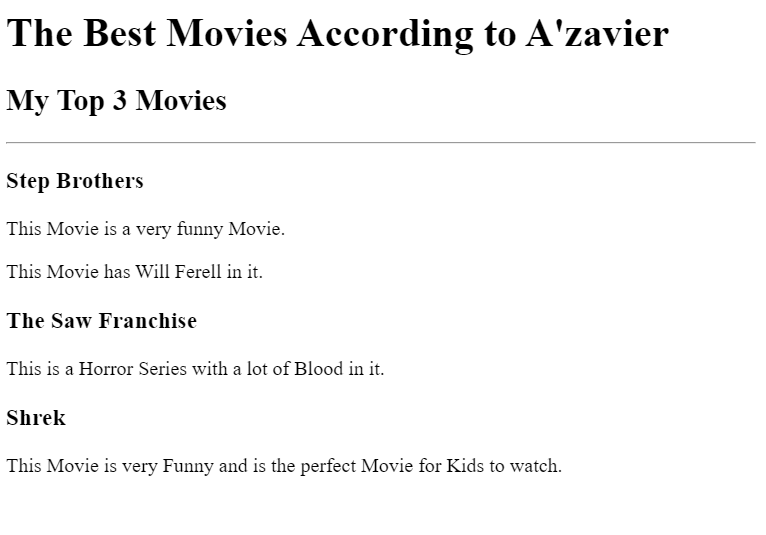 The Best Movies According to A'zavier
My Top 3 Movies
Step Brothers
This Movie is a very funny Movie.
This Movie has Will Ferell in it.
The Saw Franchise
This is a Horror Series with a lot of Blood in it.
Shrek
This Movie is very Funny and is the perfect Movie for Kids to watch.